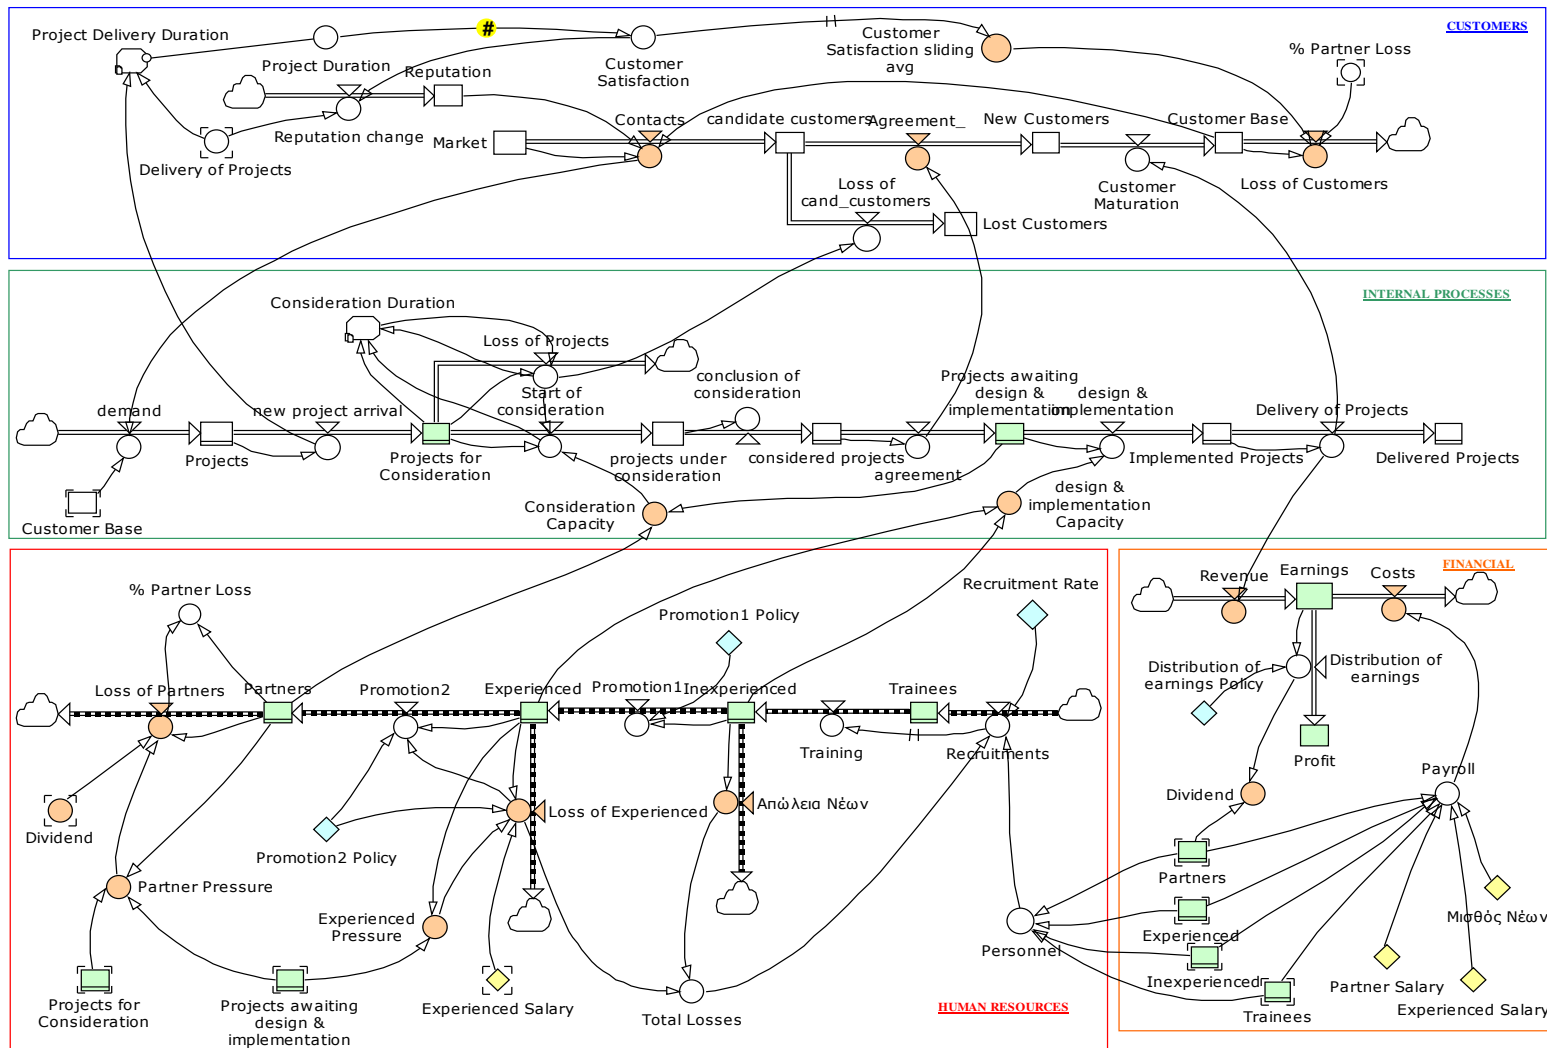 CUSTOMERS
Project Delivery Duration
#
Customer
Satisfaction sliding
avg
% Partner Loss
Project Duration
Reputation
Customer
Satisfaction
Contacts
candidate customers
Agreement_
New Customers
Customer Base
Reputation change
Market
Delivery of Projects
Loss of
cand_customers
Customer
Maturation
Loss of Customers
Lost Customers
INTERNAL PROCESSES
Consideration Duration
Loss of Projects
conclusion of
consideration
Projects awaiting
design &
implementation
design &
implementation
Start of
consideration
demand
new project arrival
Delivery of Projects
Projects
Projects for
Consideration
projects under
consideration
considered projects
agreement
Implemented Projects
Delivered Projects
design &
implementation
Capacity
Consideration
Capacity
Customer Base
FINANCIAL
Revenue
Earnings
Costs
% Partner Loss
Recruitment Rate
Promotion1 Policy
Distribution of
earnings Policy
Distribution of
earnings
Loss of Partners
Partners
Promotion2
Experienced
Promotion1
Inexperienced
Trainees
Training
Recruitments
Profit
Payroll
Dividend
Loss of Experienced
Απώλεια Νέων
Dividend
Promotion2 Policy
Partners
Partner Pressure
Experienced
Pressure
Experienced
Μισθός Νέων
Personnel
Inexperienced
Partner Salary
Experienced Salary
Trainees
Projects for
Consideration
Projects awaiting
design &
implementation
Experienced Salary
Total Losses
HUMAN RESOURCES